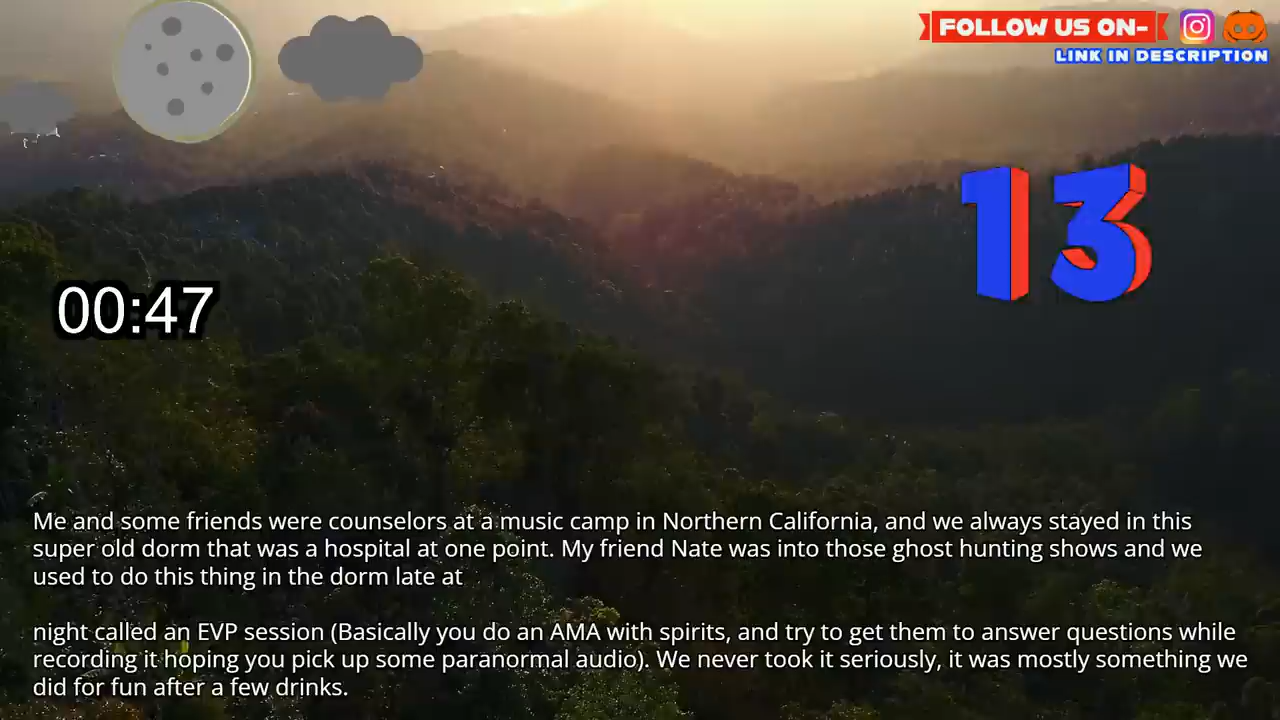 FOLLOW US ON-
LINK IN DESCRIPTION
13
00:47
Me and some friends were counselors at a music camp in Northern California, and we always stayed in this
super old dorm that was a hospital at one point. My friend Nate was into those ghost hunting shows and we
used to do this thing in the dorm late at
night called an EVP session (Basically you do an AMA with spirits, and try to get them to answer questions while
recording it hoping you pick up some paranormal audio). We never took it seriously, it was mostly something we
did for fun after a few drinks.